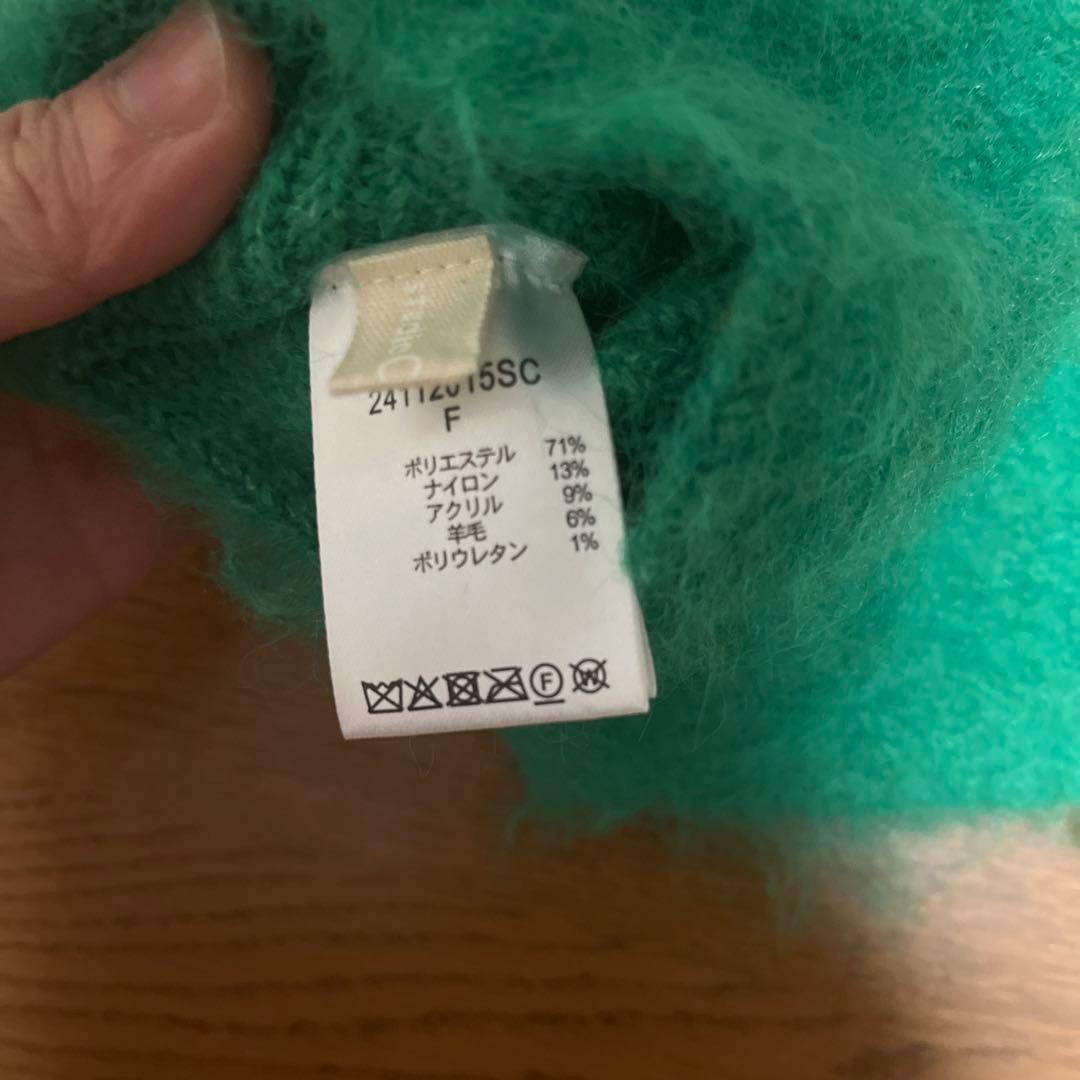 24112015SC
F
ポリエステル 71%
ナイロン 13%
アクリル 9%
羊毛 6%
ポリウレタン 1%
F W